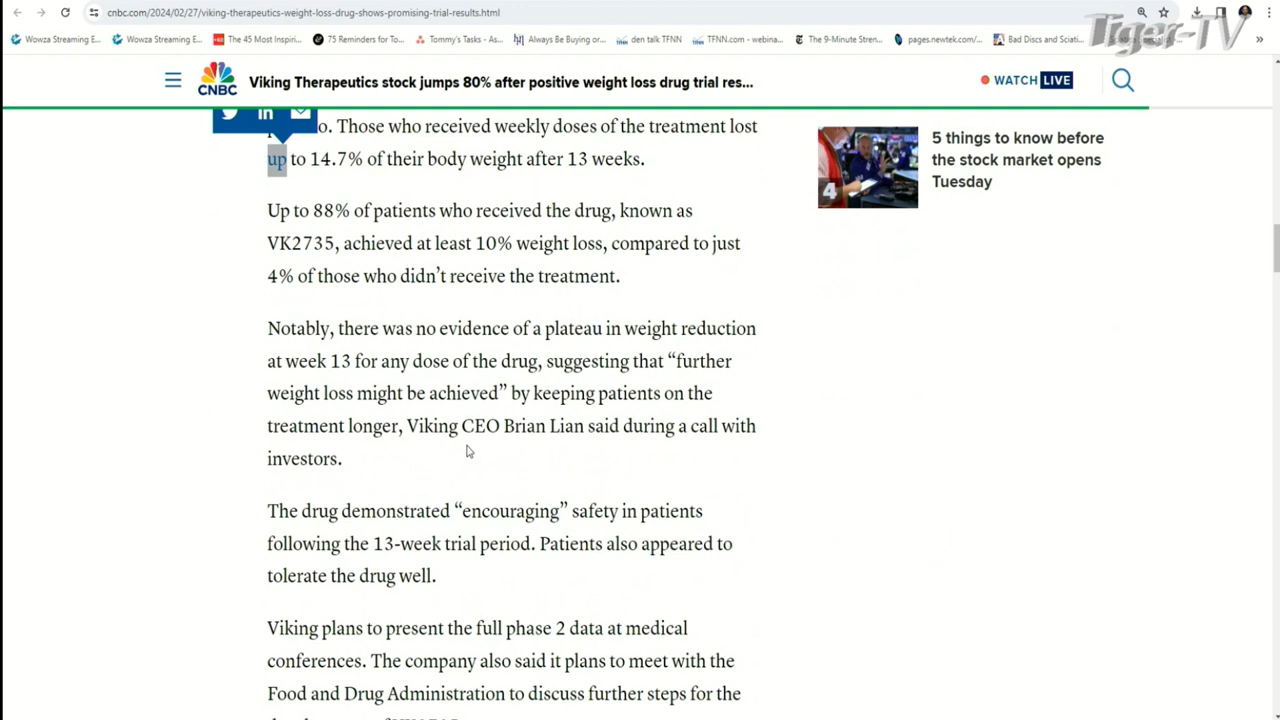 cnbc.com/2024/02/27/viking-therapeutics-weight-loss-drug-shows-promising-trial-results.html
Tiger-TV
Wowza Streaming E... Wowza Streaming E... The 45 Most Inspiri... 75 Reminders for To... Tommy's Tasks - As... Always Be Buying or... den talk TFNN TFNN.com - webina... The 9-Minute Stren... pages.newtek.com/... Bad Discs and Sciati...
CNBC
Viking Therapeutics stock jumps 80% after positive weight loss drug trial res...
WATCH LIVE
o. Those who received weekly doses of the treatment lost
up to 14.7% of their body weight after 13 weeks.
Up to 88% of patients who received the drug, known as
VK2735, achieved at least 10% weight loss, compared to just
4% of those who didn’t receive the treatment.
Notably, there was no evidence of a plateau in weight reduction
at week 13 for any dose of the drug, suggesting that “further
weight loss might be achieved” by keeping patients on the
treatment longer, Viking CEO Brian Lian said during a call with
investors.
The drug demonstrated “encouraging” safety in patients
following the 13-week trial period. Patients also appeared to
tolerate the drug well.
Viking plans to present the full phase 2 data at medical
conferences. The company also said it plans to meet with the
Food and Drug Administration to discuss further steps for the
4
5 things to know before
the stock market opens
Tuesday